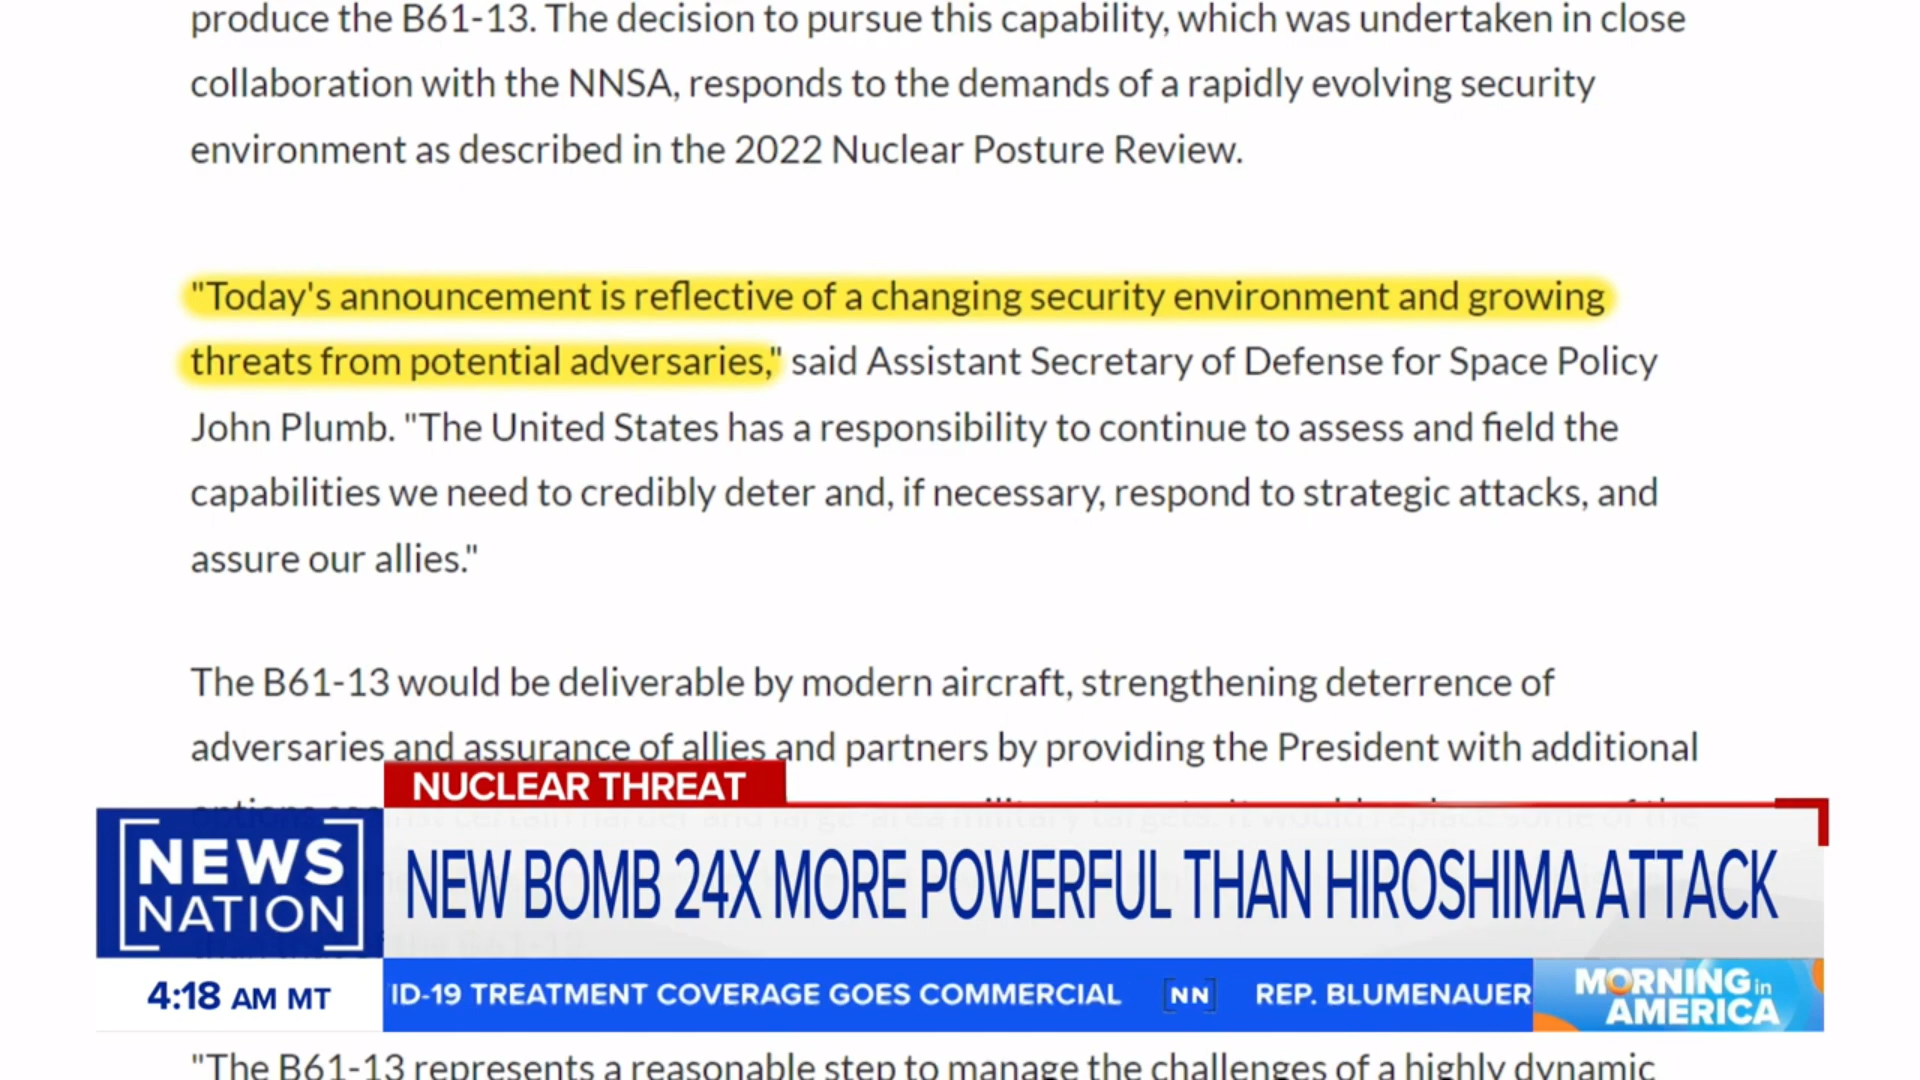 produce the B61-13. The decision to pursue this capability, which was undertaken in close
collaboration with the NNSA, responds to the demands of a rapidly evolving security
environment as described in the 2022 Nuclear Posture Review.
"Today's announcement is reflective of a changing security environment and growing
threats from potential adversaries," said Assistant Secretary of Defense for Space Policy
John Plumb. "The United States has a responsibility to continue to assess and field the
capabilities we need to credibly deter and, if necessary, respond to strategic attacks, and
assure our allies."
The B61-13 would be deliverable by modern aircraft, strengthening deterrence of
adversaries and assurance of allies and partners by providing the President with additional
NUCLEAR THREAT
NEWS
NATION
NEW BOMB 24X MORE POWERFUL THAN HIROSHIMA ATTACK
4:18 AM MT
ID-19 TREATMENT COVERAGE GOES COMMERCIAL [NN] REP. BLUMENAUER
MORNING in
AMERICA
"The B61-13 represents a reasonable step to manage the challenges of a highly dynamic